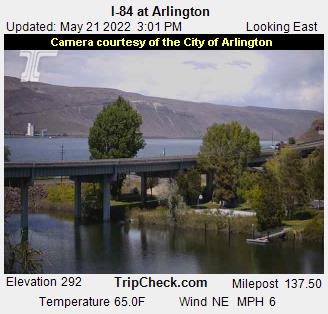 I-84 at Arlington
Updated: May 21 2022 3:01 PM Looking East
Camera courtesy of the City of Arlington
Elevation 292 TripCheck.com Milepost 137.50
Temperature 65.0F Wind NE MPH 6